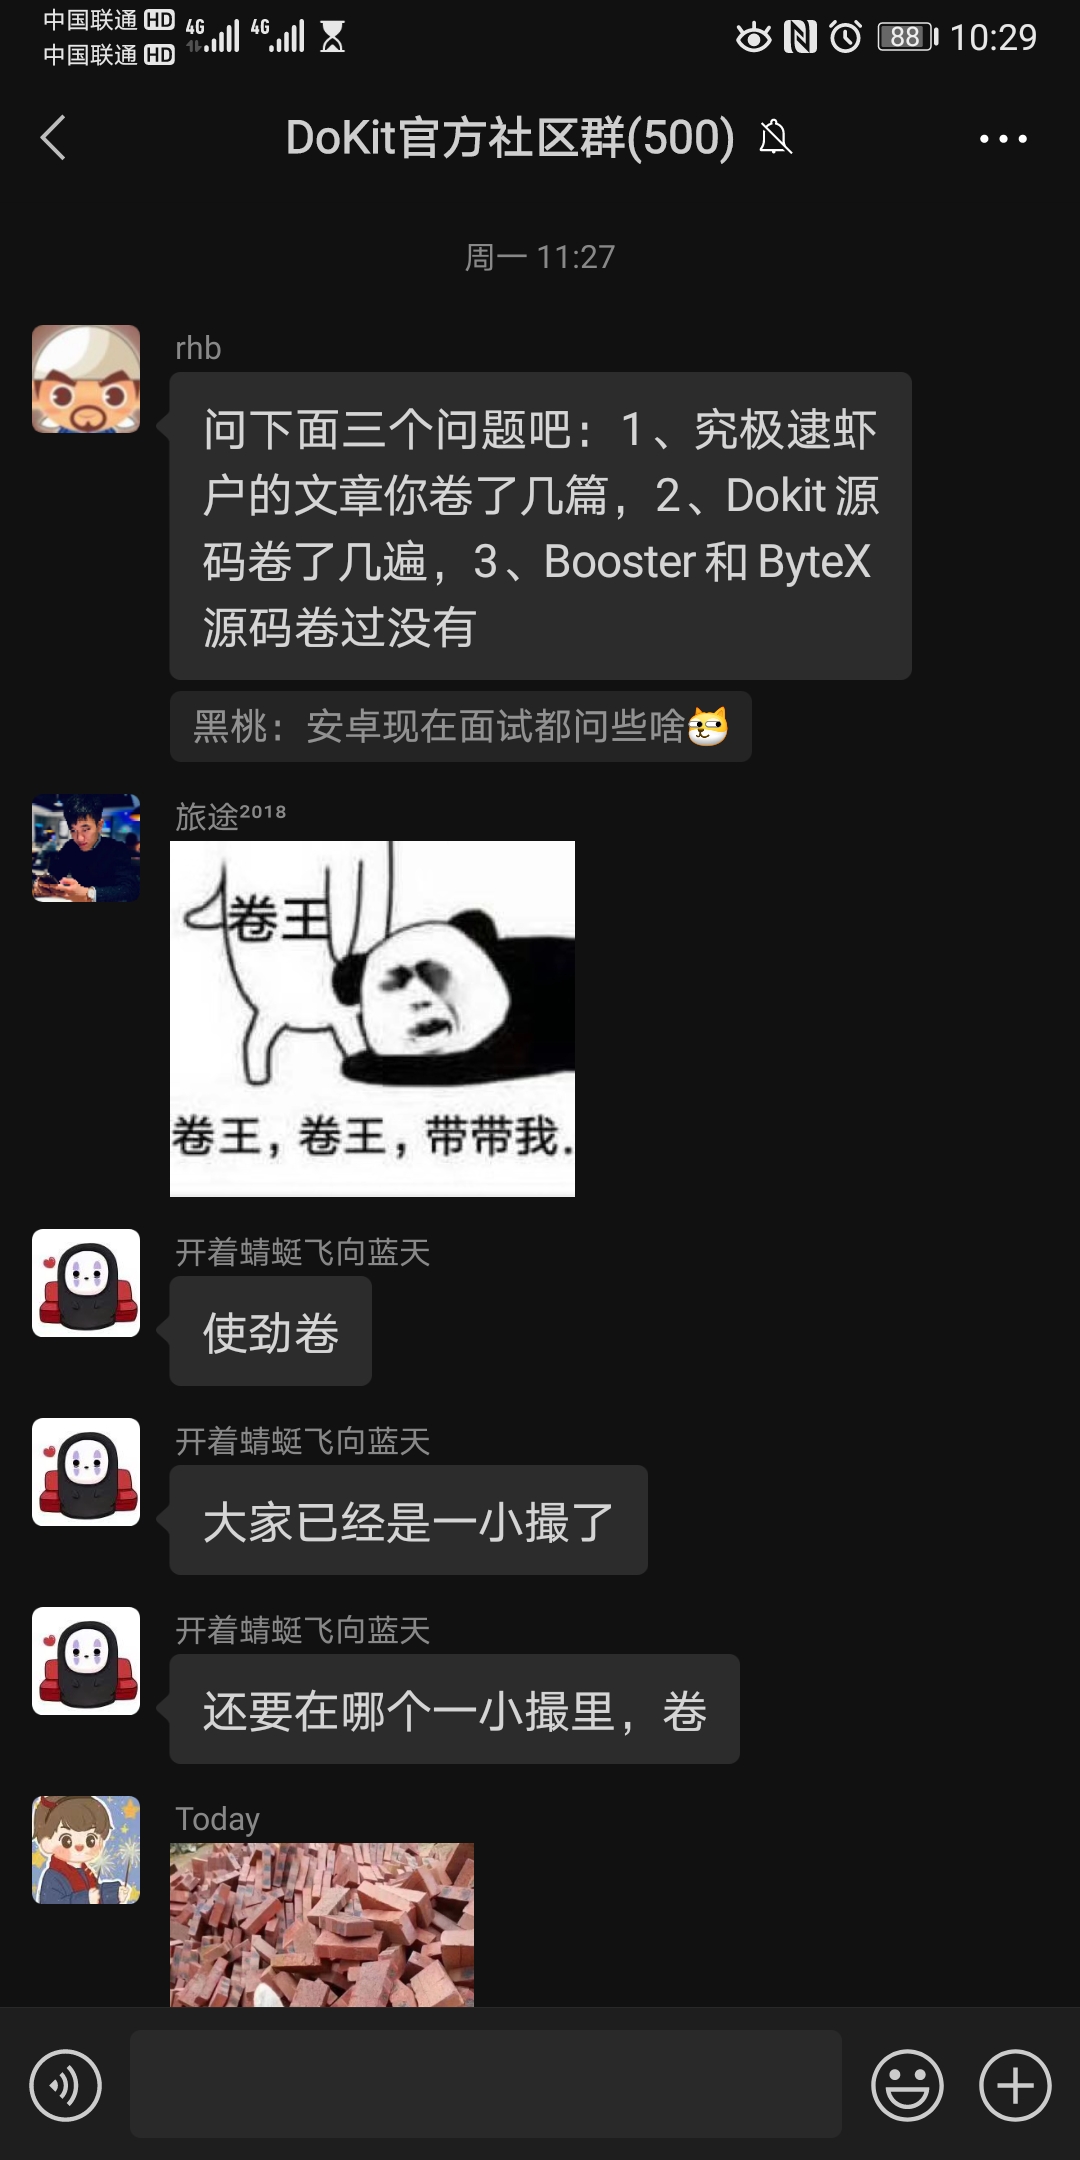 中国联通 HD 4G 4G 88 10:29
中国联通 HD
DoKit官方社区群(500)
周一 11:27
rhb
问下面三个问题吧：1、究极逮虾
户的文章你卷了几篇，2、Dokit 源
码卷了几遍，3、Booster 和 ByteX
源码卷过没有
黑桃：安卓现在面试都问些啥
旅途²⁰¹⁸
卷王
卷王，卷王，带带我.
开着蜻蜓飞向蓝天
使劲卷
开着蜻蜓飞向蓝天
大家已经是一小撮了
开着蜻蜓飞向蓝天
还要在哪个一小撮里，卷
Today